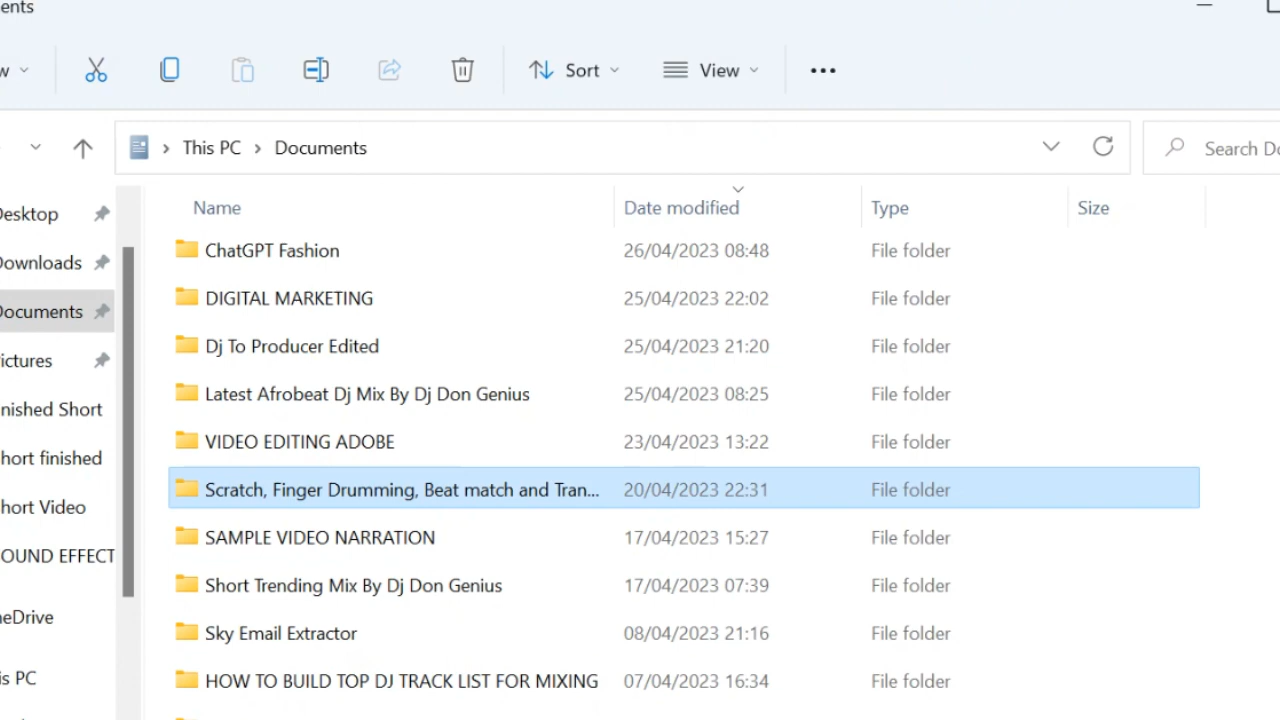 ents
w
Sort
View
This PC
Documents
Search Do
Name
Date modified
Type
Size
Desktop
Downloads
Documents
ictures
nished Short
hort finished
hort Video
OUND EFFECT
neDrive
is PC
ChatGPT Fashion 26/04/2023 08:48 File folder
DIGITAL MARKETING 25/04/2023 22:02 File folder
Dj To Producer Edited 25/04/2023 21:20 File folder
Latest Afrobeat Dj Mix By Dj Don Genius 25/04/2023 08:25 File folder
VIDEO EDITING ADOBE 23/04/2023 13:22 File folder
Scratch, Finger Drumming, Beat match and Tran... 20/04/2023 22:31 File folder
SAMPLE VIDEO NARRATION 17/04/2023 15:27 File folder
Short Trending Mix By Dj Don Genius 17/04/2023 07:39 File folder
Sky Email Extractor 08/04/2023 21:16 File folder
HOW TO BUILD TOP DJ TRACK LIST FOR MIXING 07/04/2023 16:34 File folder